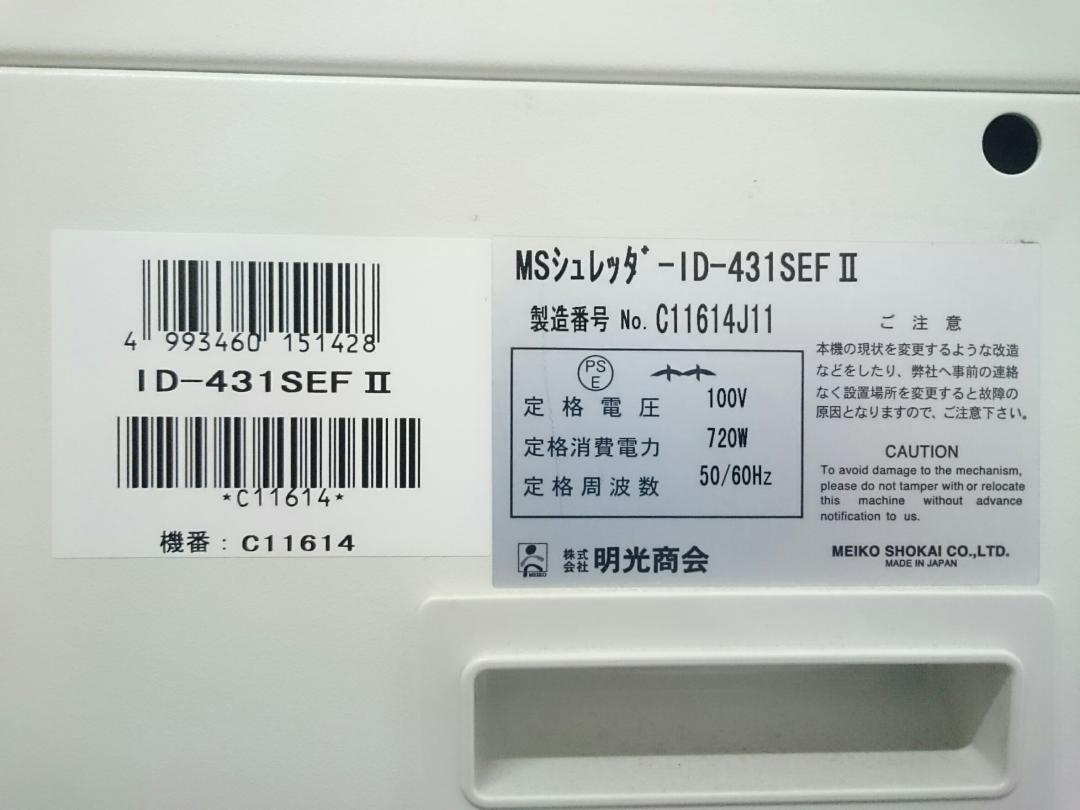 4 993460 151428
ID-431SEFⅡ
*C11614*
機番：C11614
MSシュレッダ゛-ID-431SEFⅡ
製造番号 No. C11614J11
PS
E
定格電圧 100V
定格消費電力 720W
定格周波数 50/60Hz
MEIKO
株式会社 明光商会
ご注意
本機の現状を変更するような改造
などをしたり、弊社へ事前の連絡
なく設置場所を変更すると故障の
原因となりますので、ご注意下さい。
CAUTION
To avoid damage to the mechanism,
please do not tamper with or relocate
this machine without advance
notification to us.
MEIKO SHOKAI CO.,LTD.
MADE IN JAPAN